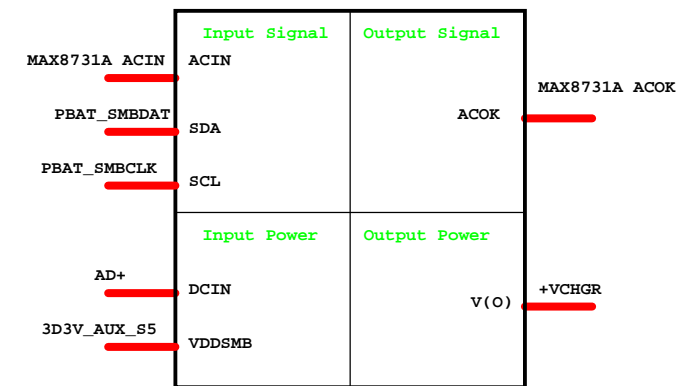 Input Signal Output Signal
MAX8731A ACIN ACIN
MAX8731A ACOK
PBAT_SMBDAT SDA ACOK
PBAT_SMBCLK SCL
Input Power Output Power
AD+ DCIN
V(O) +VCHGR
3D3V_AUX_S5 VDDSMB